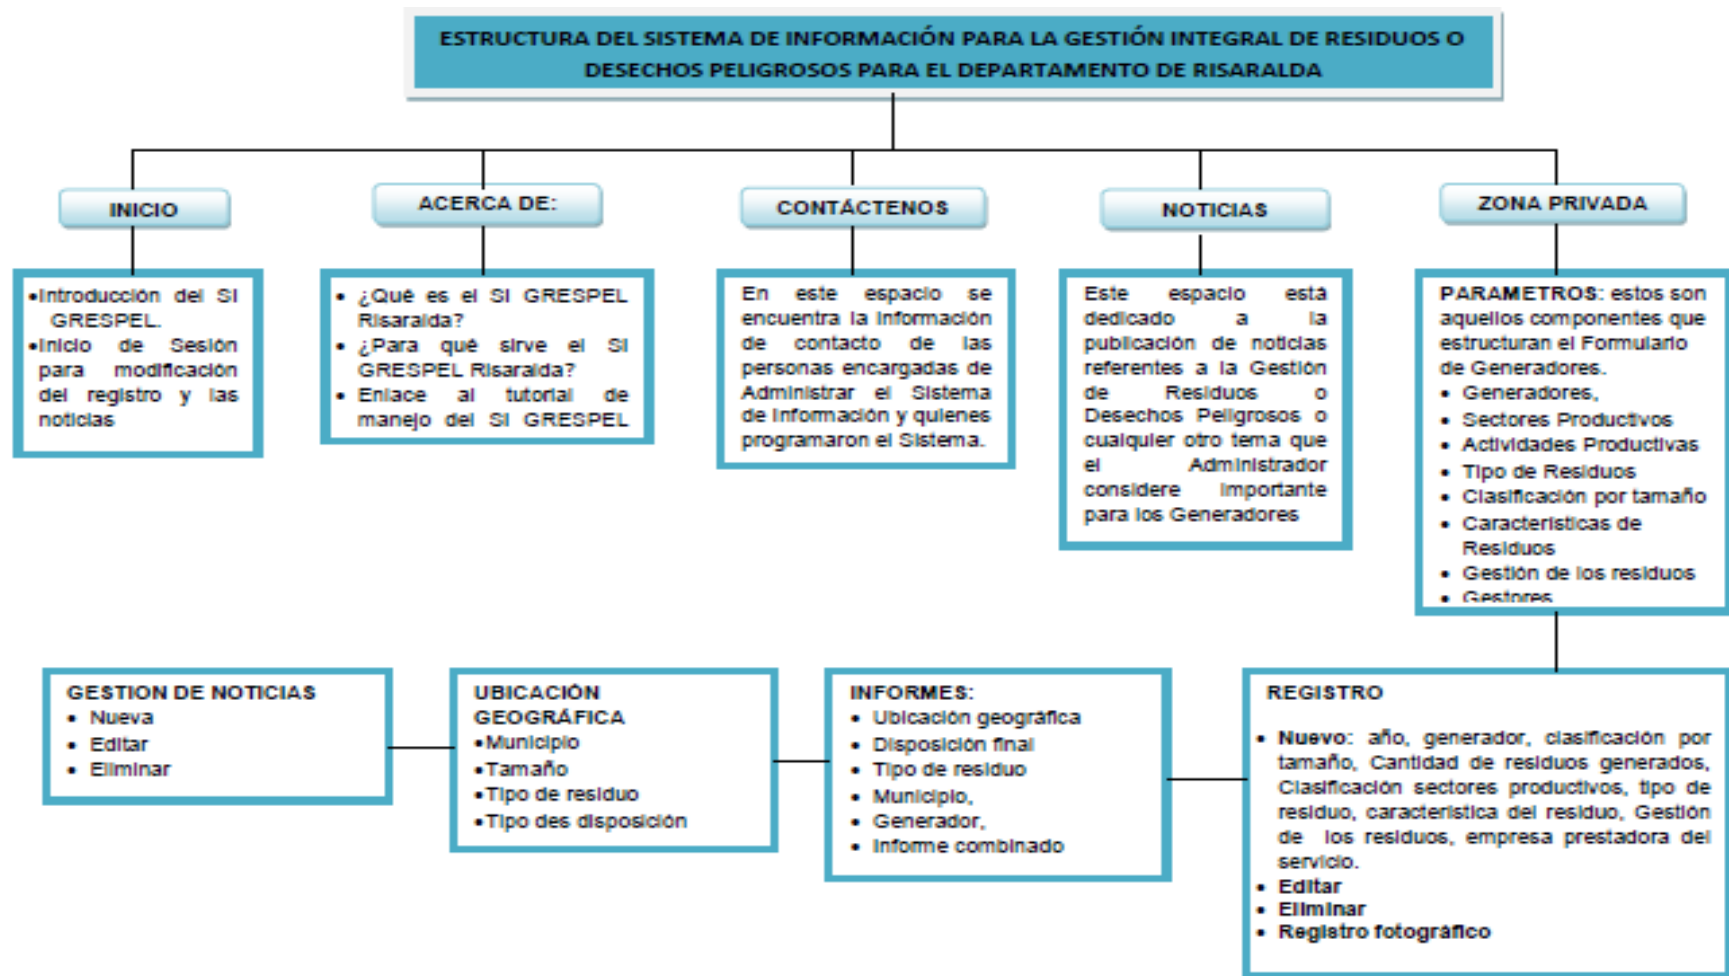 ESTRUCTURA DEL SISTEMA DE INFORMACIÓN PARA LA GESTIÓN INTEGRAL DE RESIDUOS O
DESECHOS PELIGROSOS PARA EL DEPARTAMENTO DE RISARALDA
INICIO
•Introducción del SI
GRESPEL.
•Inicio de Sesión
para modificación
del registro y las
noticias
ACERCA DE:
• ¿Qué es el SI GRESPEL
Risaralda?
• ¿Para qué sirve el SI
GRESPEL Risaralda?
• Enlace al tutorial de
manejo del SI GRESPEL
CONTÁCTENOS
En este espacio se
encuentra la información
de contacto de las
personas encargadas de
Administrar el Sistema
de Información y quienes
programaron el Sistema.
NOTICIAS
Este espacio está
dedicado a la
publicación de noticias
referentes a la Gestión
de Residuos o
Desechos Peligrosos o
cualquier otro tema que
el Administrador
considere importante
para los Generadores
ZONA PRIVADA
PARAMETROS: estos son
aquellos componentes que
estructuran el Formulario
de Generadores.
• Generadores,
• Sectores Productivos
• Actividades Productivas
• Tipo de Residuos
• Clasificación por tamaño
• Características de
Residuos
• Gestión de los residuos
• Gestores
GESTION DE NOTICIAS
• Nueva
• Editar
• Eliminar
UBICACIÓN
GEOGRÁFICA
•Municipio
•Tamaño
•Tipo de residuo
•Tipo des disposición
INFORMES:
• Ubicación geográfica
• Disposición final
• Tipo de residuo
• Municipio,
• Generador,
• Informe combinado
REGISTRO
• Nuevo: año, generador, clasificación por
tamaño, Cantidad de residuos generados,
Clasificación sectores productivos, tipo de
residuo, característica del residuo, Gestión
de los residuos, empresa prestadora del
servicio.
• Editar
• Eliminar
• Registro fotográfico